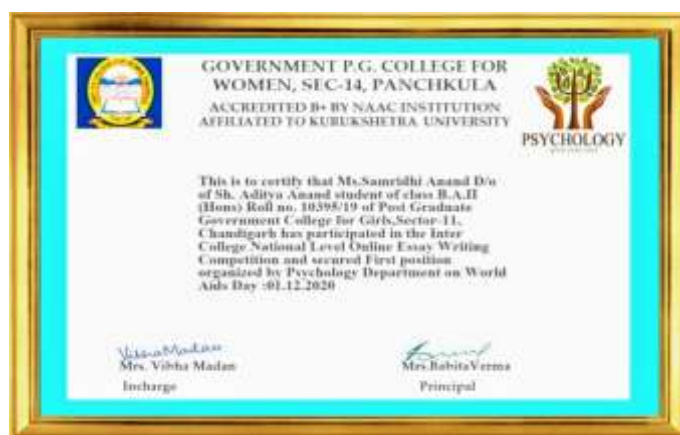 GOVERNMENT P.G. COLLEGE FOR
WOMEN, SEC-14, PANCHKULA
ACCREDITED B+ BY NAAC INSTITUTION
AFFILIATED TO KURUKSHETRA UNIVERSITY
PSYCHOLOGY
This is to certify that Ms.Samridhi Anand D/o
of Sh. Aditya Anand student of class B.A.II
(Hons) Roll no. 10395/19 of Post Graduate
Government College for Girls,Sector-11,
Chandigarh has participated in the Inter
College National Level Online Essay Writing
Competition and secured First position
organized by Psychology Department on World
Aids Day :01.12.2020
Vibha Madan
Mrs. Vibha Madan
Mrs.BabitaVerma
Incharge
Principal